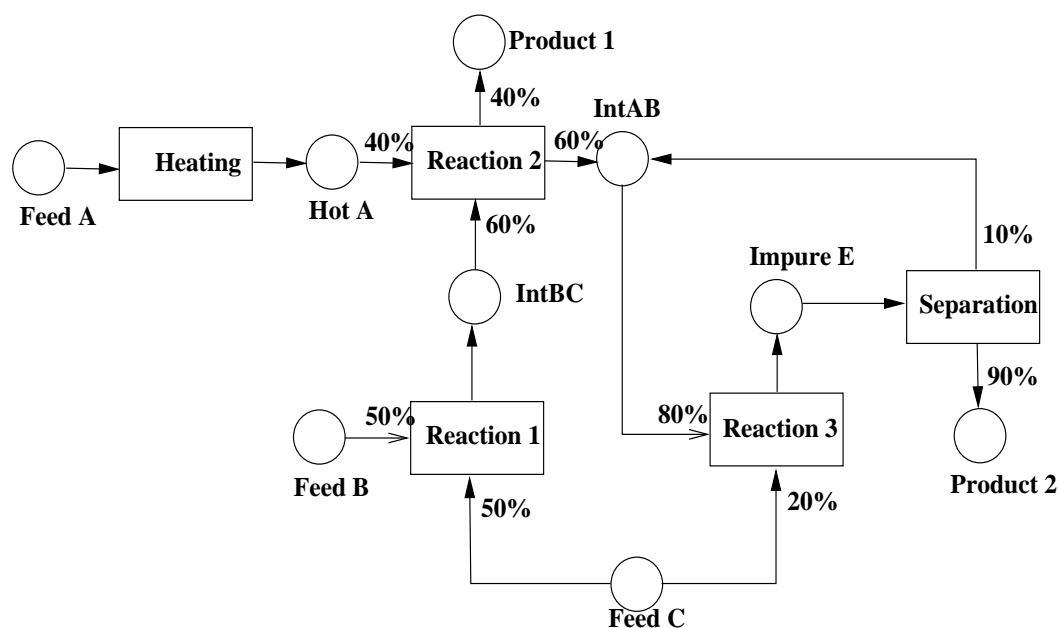 Product 1
40%
IntAB
40%
60%
Heating
Reaction 2
Feed A
Hot A
60%
10%
Impure E
IntBC
Separation
90%
50%
80%
Reaction 1
Reaction 3
Feed B
Product 2
50%
20%
Feed C